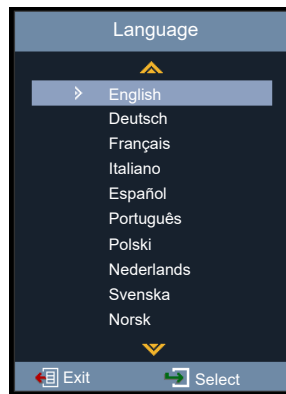 Language
English
Deutsch
Français
Italiano
Español
Português
Polski
Nederlands
Svenska
Norsk
Exit Select